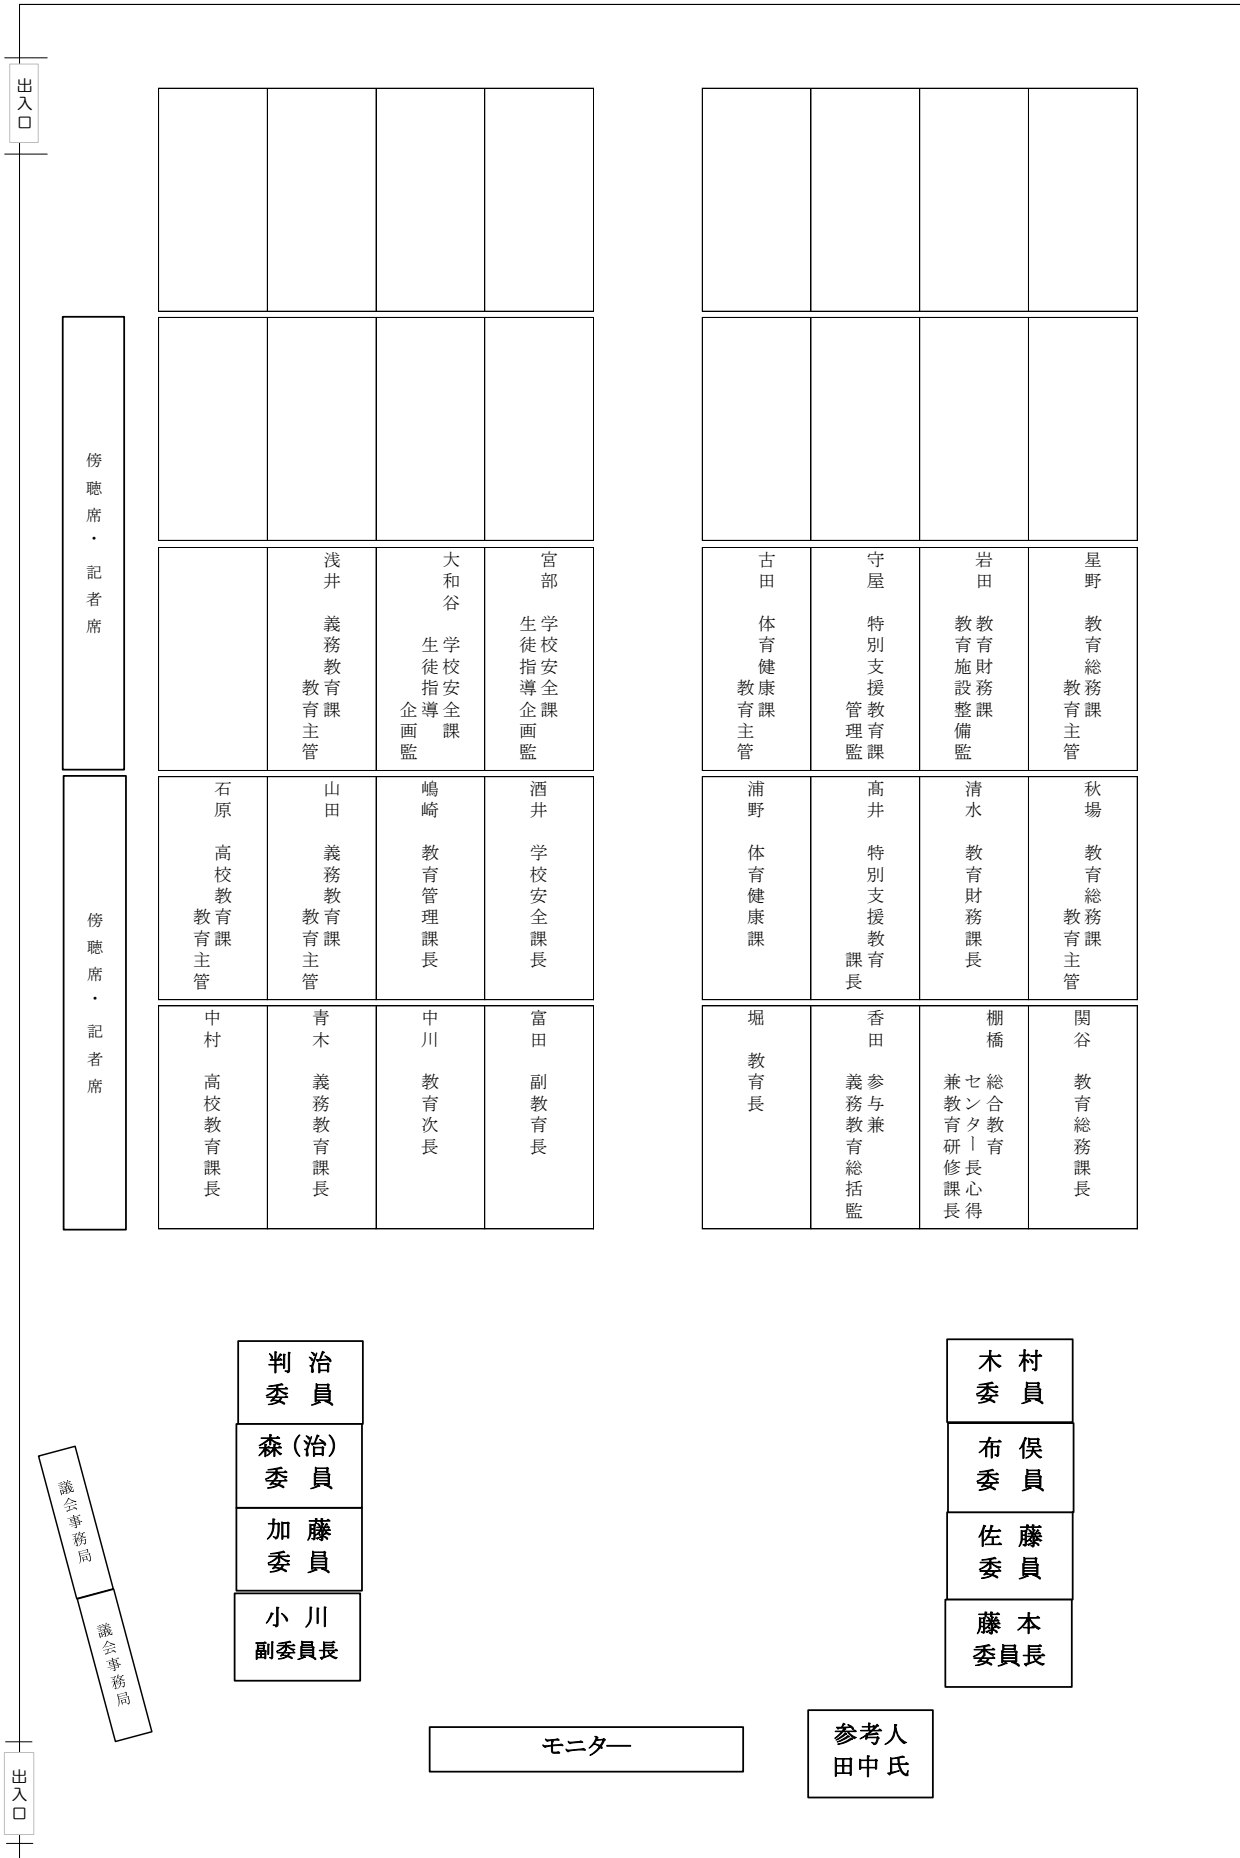 出入口
傍聴席・記者席
浅井 義務教育課
教育主管
大和谷 学校安全課
生徒指導
企画監
宮部 学校安全課
生徒指導企画監
古田 体育健康課
教育主管
守屋 特別支援教育課
管理監
岩田 教育財務課
教育施設整備監
星野 教育総務課
教育主管
傍聴席・記者席
石原 高校教育課
教育主管
山田 義務教育課
教育主管
嶋崎 教育管理課長
酒井 学校安全課長
浦野 体育健康課
髙井 特別支援教育
課長
清水 教育財務課長
秋場 教育総務課
教育主管
中村 高校教育課長
青木 義務教育課長
中川 教育次長
富田 副教育長
堀 教育長
香田 参与兼
義務教育総括監
棚橋 総合教育
センター長心得
兼教育研修課長
関谷 教育総務課長
判治
委員
森(治)
委員
加藤
委員
小川
副委員長
木村
委員
布俣
委員
佐藤
委員
藤本
委員長
議会事務局
議会事務局
モニター
参考人
田中氏
出入口